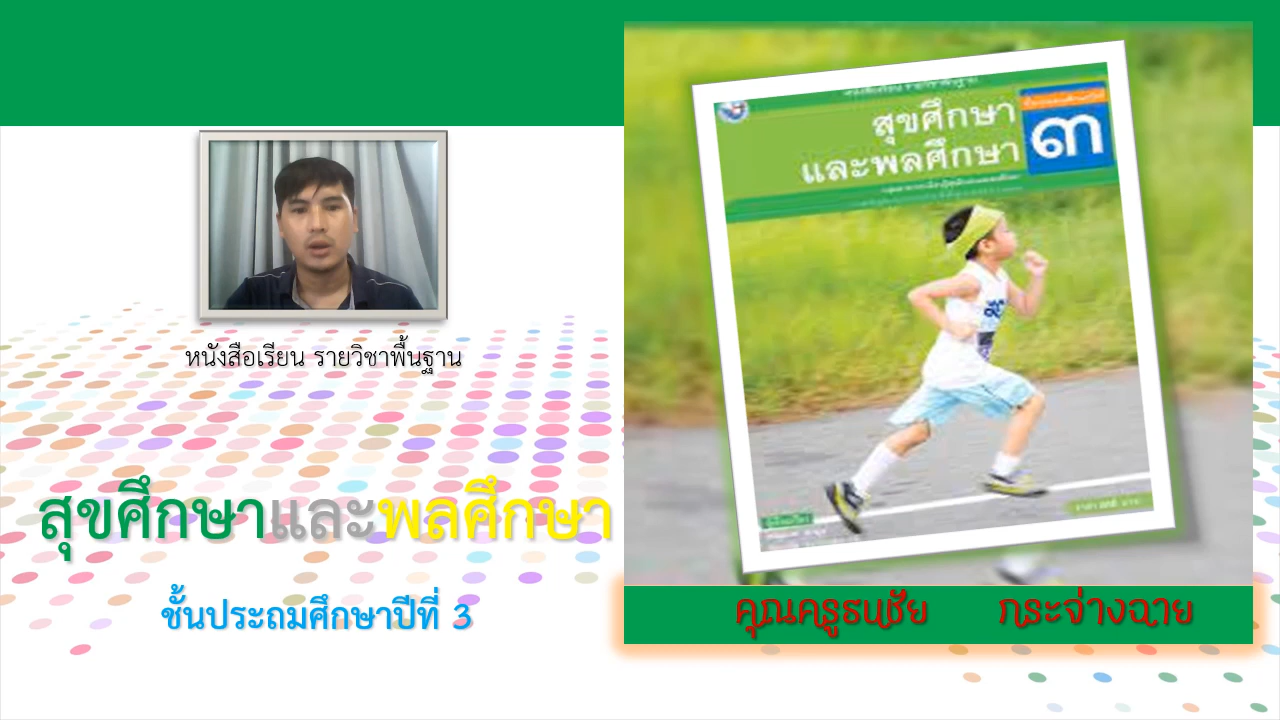 หนังสือเรียน รายวิชาพื้นฐาน
สุขศึกษาและพลศึกษา
ชั้นประถมศึกษาปีที่ 3
สุขศึกษา
และพลศึกษา
๓
คุณครูธนชัย กระจ่างฉาย